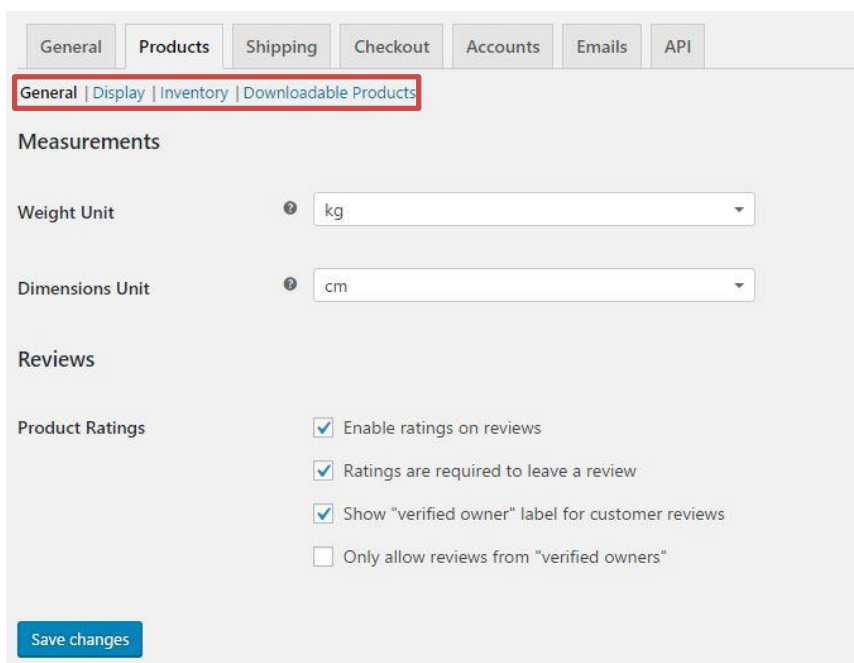 General Products Shipping Checkout Accounts Emails API
General | Display | Inventory | Downloadable Products
Measurements
Weight Unit ? kg
Dimensions Unit ? cm
Reviews
Product Ratings Enable ratings on reviews
Ratings are required to leave a review
Show "verified owner" label for customer reviews
Only allow reviews from "verified owners"
Save changes